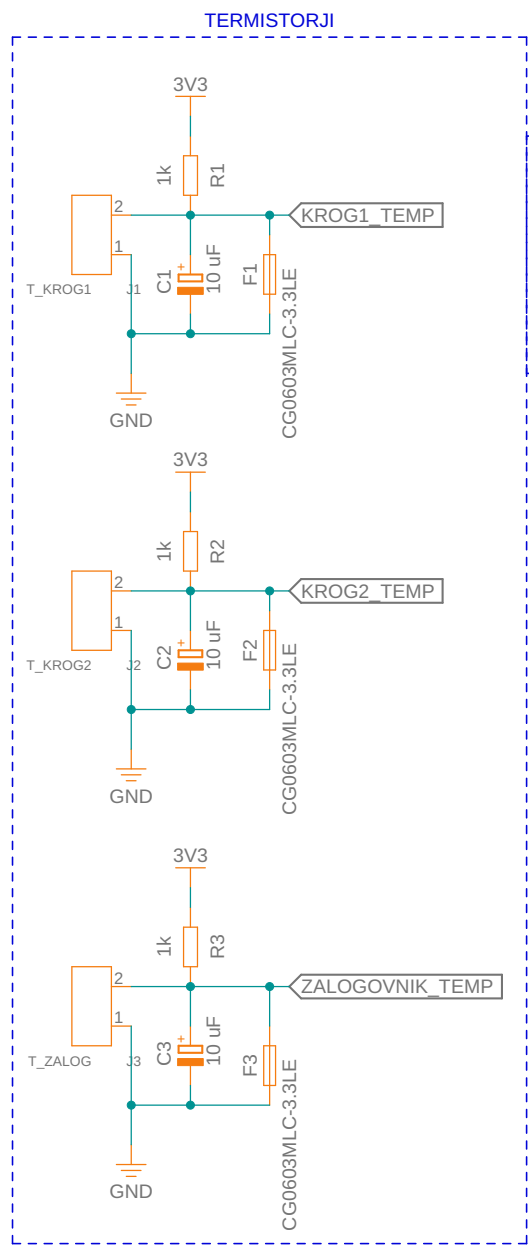 TERMISTORJI
3V3
1k
R1
2
KROG1_TEMP
1
T_KROG1
J1
C1
+
10 uF
F1
CG0603MLC-3.3LE
GND
3V3
1k
R2
2
KROG2_TEMP
1
T_KROG2
J2
C2
+
10 uF
F2
CG0603MLC-3.3LE
GND
3V3
1k
R3
2
ZALOGOVNIK_TEMP
1
T_ZALOG
J3
C3
+
10 uF
F3
CG0603MLC-3.3LE
GND